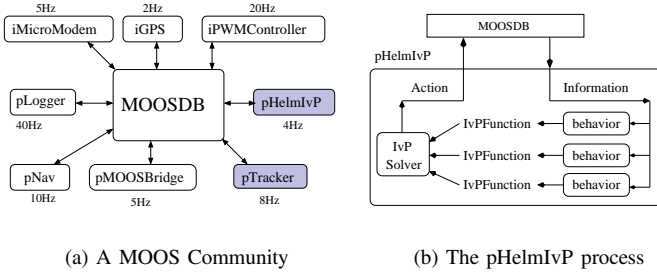 5Hz
2Hz
20Hz
iMicroModem
iGPS
iPWMController
pLogger
MOOSDB
pHelmIvP
40Hz
4Hz
pNav
pMOOSBridge
pTracker
10Hz
5Hz
8Hz
(a) A MOOS Community
MOOSDB
pHelmIvP
Action
Information
IvP
Solver
IvPFunction
behavior
IvPFunction
behavior
IvPFunction
behavior
(b) The pHelmIvP process